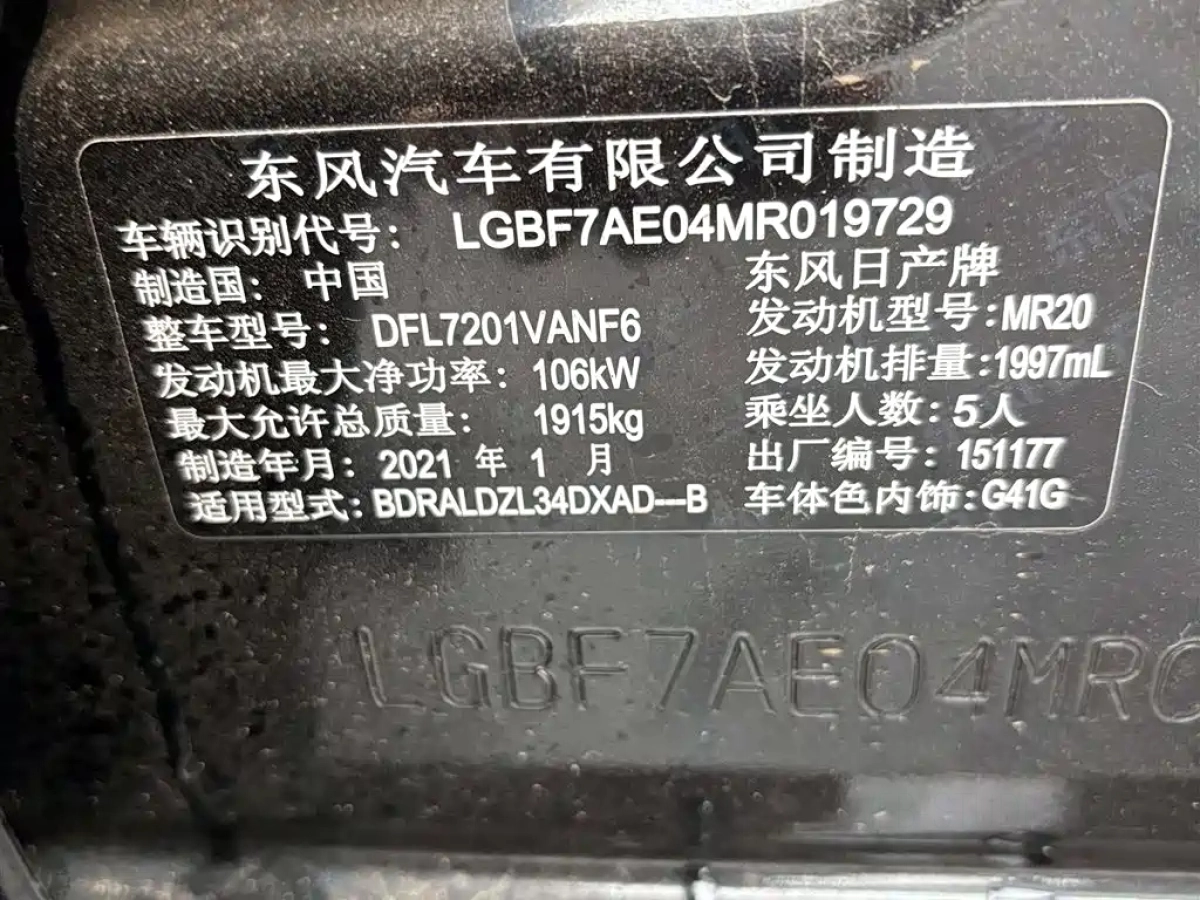 东风汽车有限公司制造
车辆识别代号： LGBF7AE04MR019729
制造国： 中国 东风日产牌
整车型号： DFL7201VANF6 发动机型号：MR20
发动机最大净功率： 106kW 发动机排量：1997mL
最大允许总质量： 1915kg 乘坐人数：5人
制造年月： 2021 年 1 月 出厂编号：151177
适用型式：BDRALDZL34DXAD---B 车体色内饰：G41G
LGBF7AE04MR0